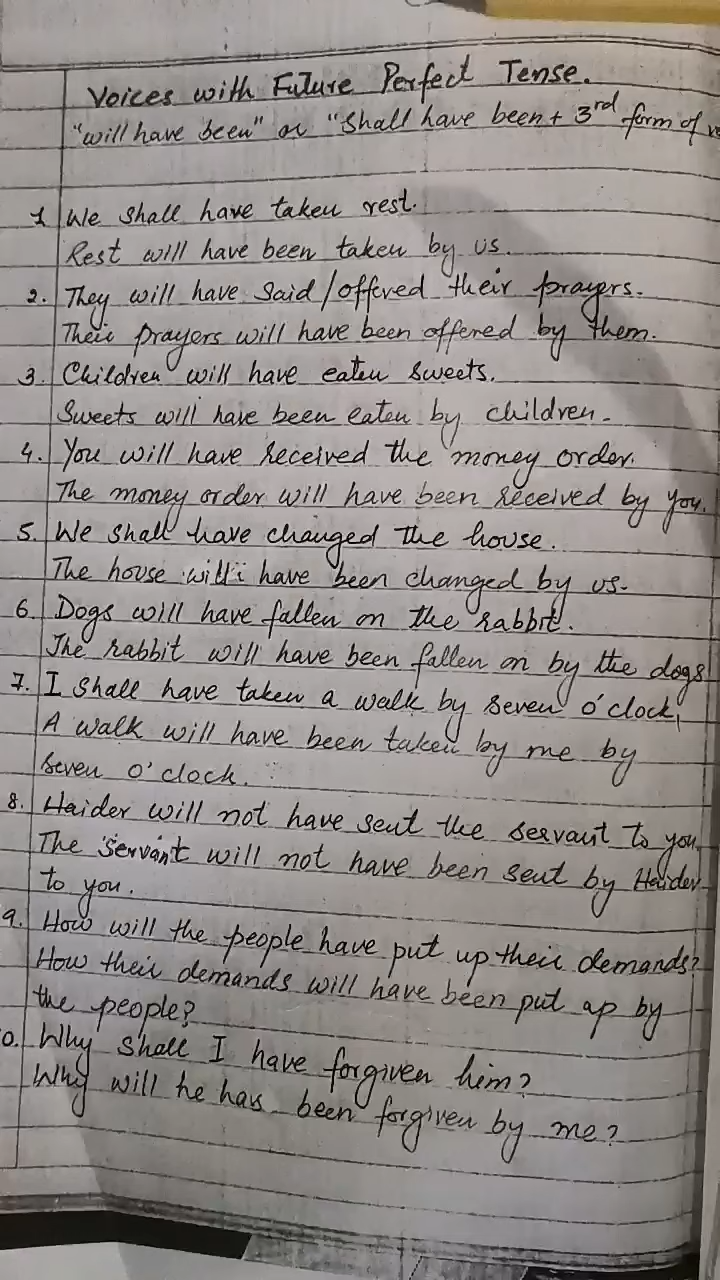 Voices with Future Perfect Tense.
"will have been" or "Shall have been + 3rd form of
1 We shall have taken rest.
Rest will have been taken by us.
2. They will have said/offered their prayers.
Their prayers will have been offered by them.
3. Children will have eaten sweets.
Sweets will have been eaten by children.
4. You will have received the money order.
The money order will have been received by you.
5. We shall have changed the house.
The house will have been changed by us.
6. Dogs will have fallen on the rabbit.
The rabbit will have been fallen on by the dogs
7. I shall have taken a walk by seven o'clock,
A walk will have been taken by me by
seven o'clock.
8. Haider will not have sent the servant to you.
The servant will not have been sent by Haider
to you.
9. How will the people have put up their demands?
How their demands will have been put up by
the people?
0. Why shall I have forgiven him?
Why will he has been forgiven by me?